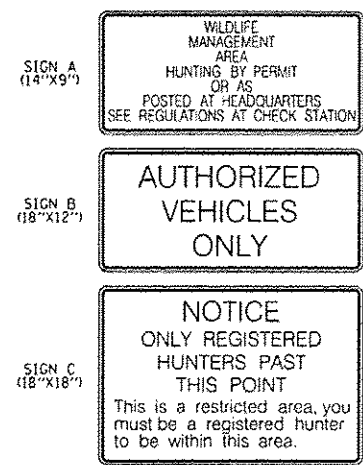 SIGN A
(14"X9")
WILDLIFE
MANAGEMENT
AREA
HUNTING BY PERMIT
OR AS
POSTED AT HEADQUARTERS
SEE REGULATIONS AT CHECK STATION
SIGN B
(18"X12")
AUTHORIZED
VEHICLES
ONLY
SIGN C
(18"X18")
NOTICE
ONLY REGISTERED
HUNTERS PAST
THIS POINT
This is a restricted area, you
must be a registered hunter
to be within this area.